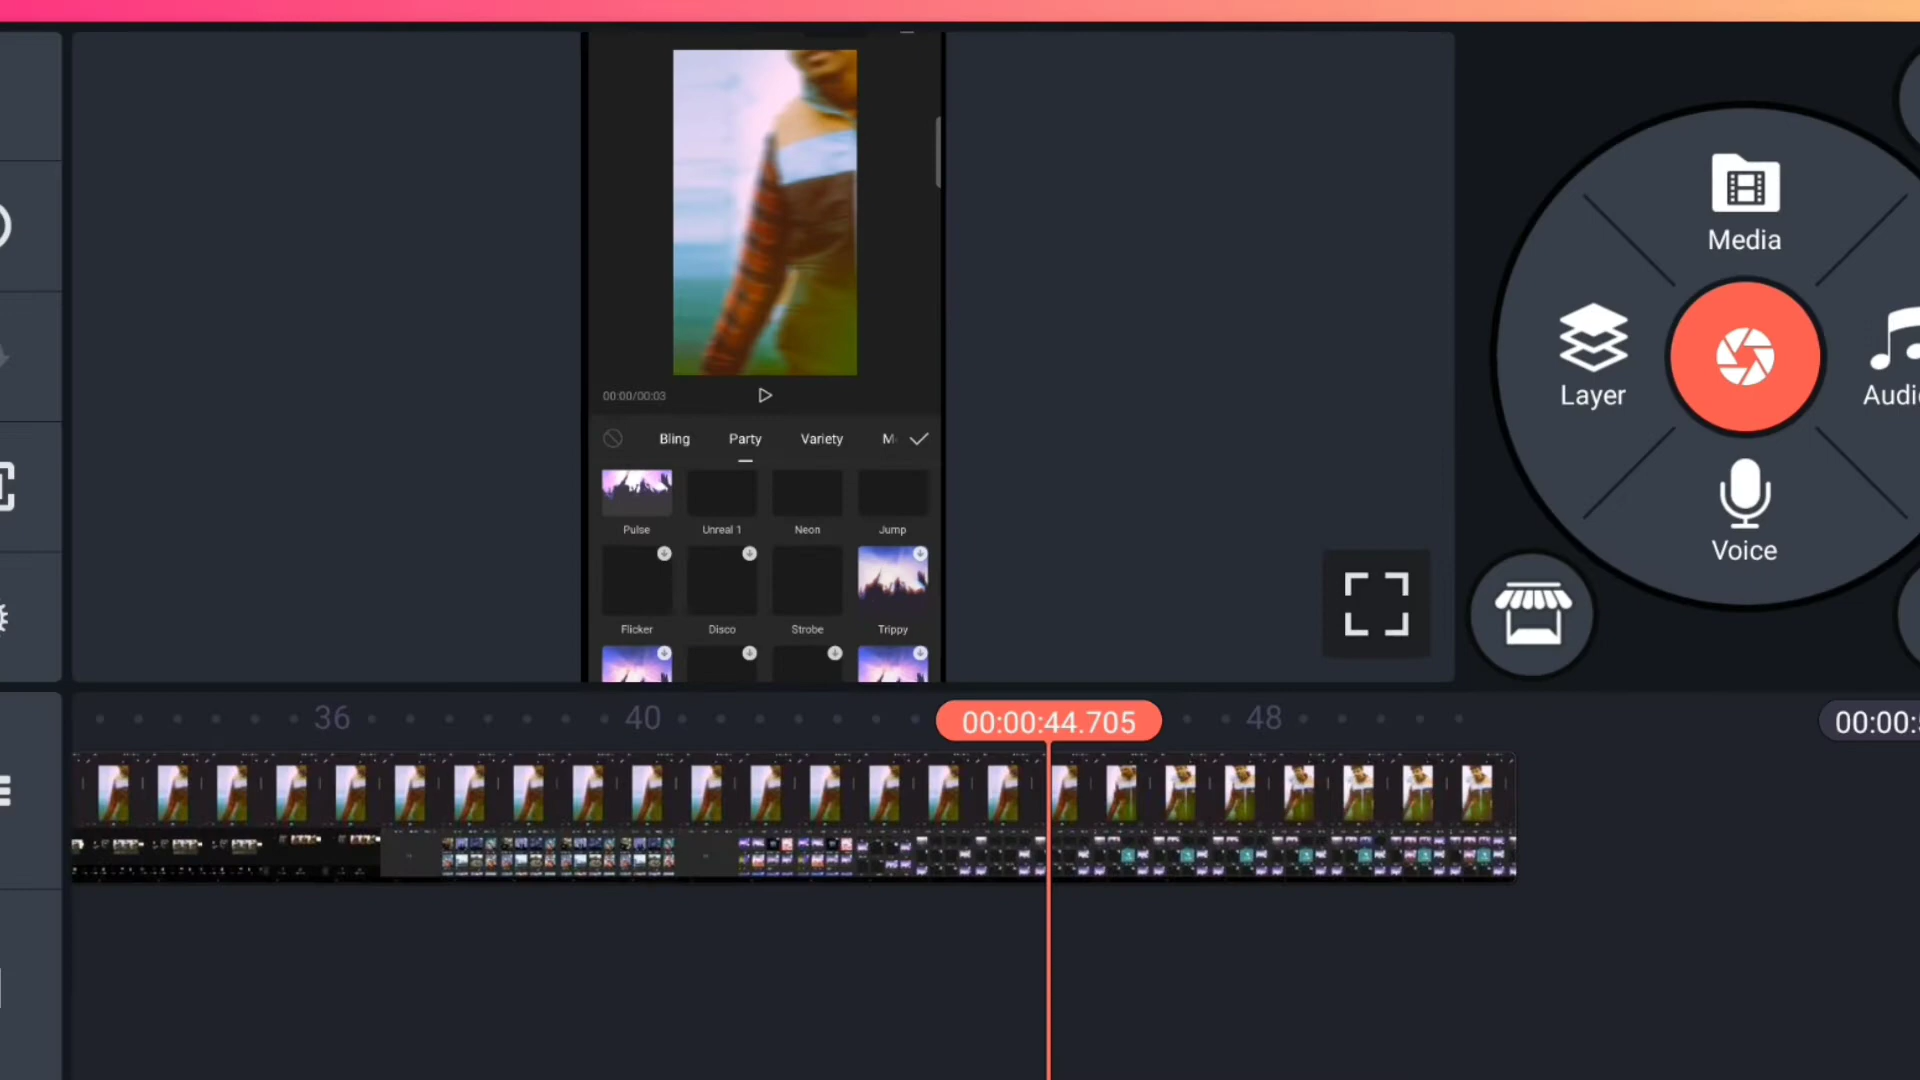 Media
Layer
Audi
Voice
00:00/00:03
Bling
Party
Variety
M
Pulse
Unreal 1
Neon
Jump
Flicker
Disco
Strobe
Trippy
36
40
00:00:44.705
48
00:00: